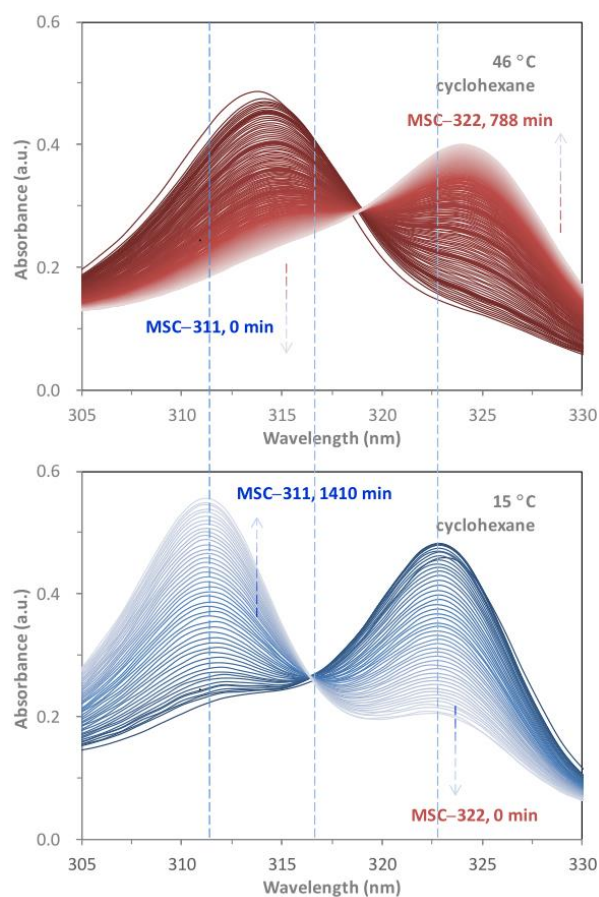 0.6
46 °C
cyclohexane
MSC–322, 788 min
0.4
Absorbance (a.u.)
0.2
MSC–311, 0 min
0.0
305 310 315 320 325 330
Wavelength (nm)
0.6
MSC–311, 1410 min
15 °C
cyclohexane
0.4
Absorbance (a.u.)
0.2
MSC–322, 0 min
0.0
305 310 315 320 325 330
Wavelength (nm)